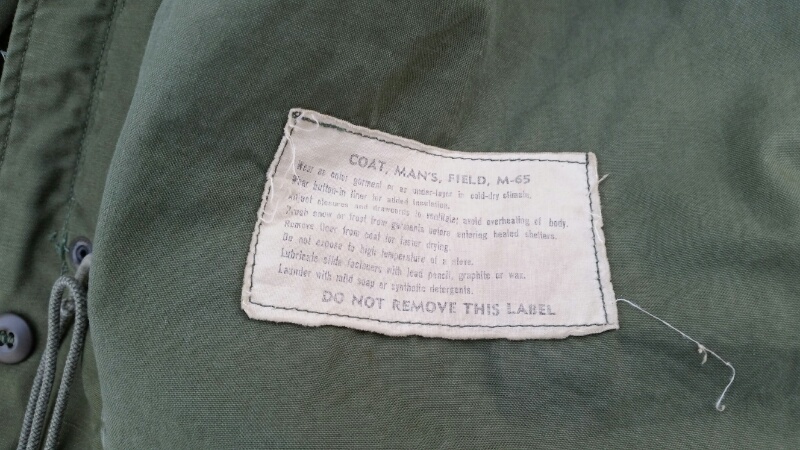 COAT, MAN'S, FIELD, M-65
Wear as outer garment or as under-layer in cold-dry climate.
Wear button-in liner for added insulation.
Adjust closures and drawcords to ventilate; avoid overheating of body.
Brush snow or frost from garments before entering heated shelters.
Remove liner from coat for faster drying.
Do not expose to high temperature of a stove.
Lubricate slide fasteners with lead pencil, graphite or wax.
Launder with mild soap or synthetic detergents.
DO NOT REMOVE THIS LABEL